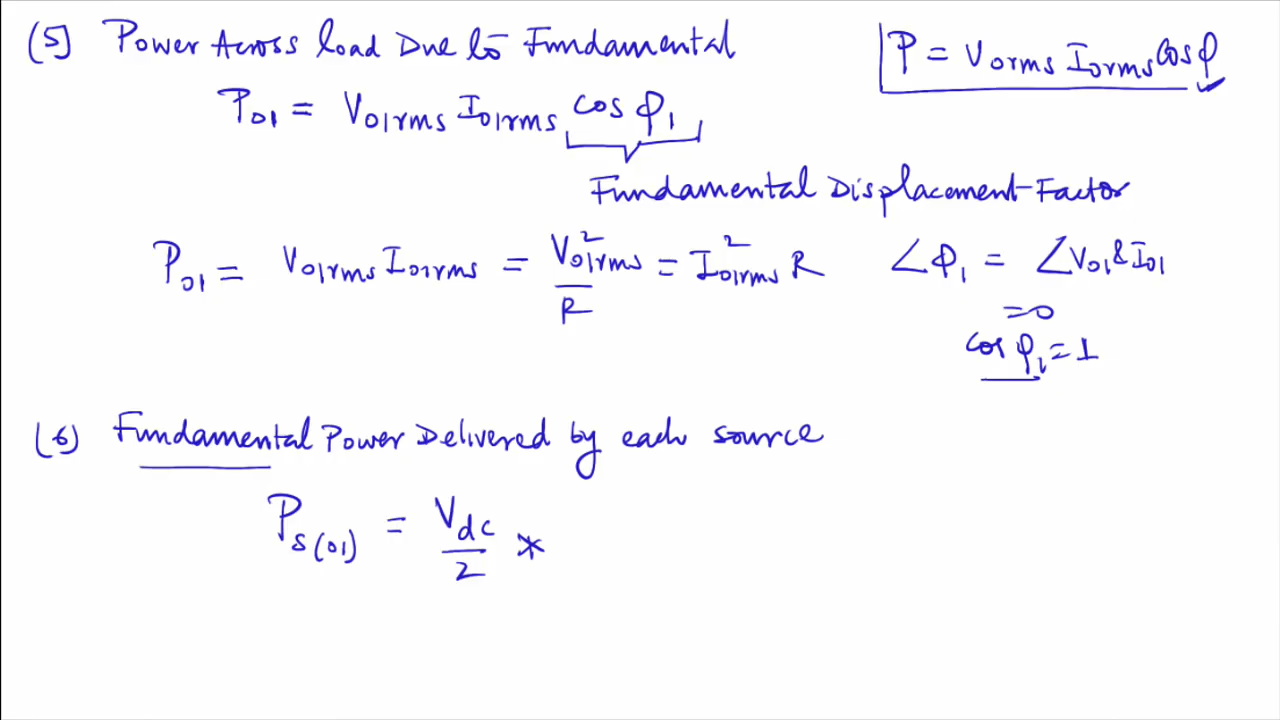 (5) Power Across load Due to Fundamental
P = Vorms Iorms Cos φ
P01 = V01rms I01rms cos φ1
Fundamental Displacement-Factor
P01 = V01rms I01rms = V01rms² / R = I01rms² R
∠φ1 = ∠V01 & I01
= 0
cos φ1 = 1
(6) Fundamental Power Delivered by each source
Ps(01) = Vdc / 2 *